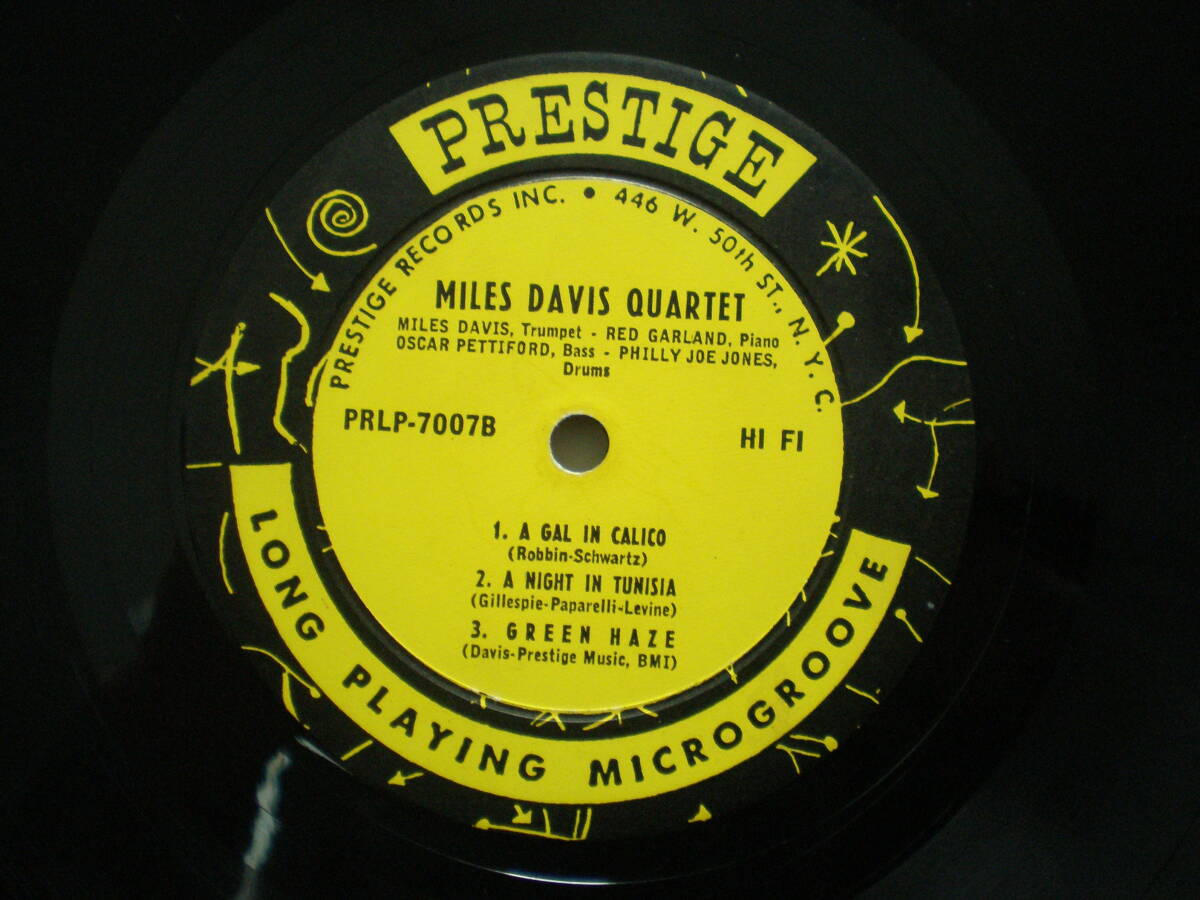 PRESTIGE
PRESTIGE RECORDS INC. • 446 W. 50th ST., N. Y. C.
MILES DAVIS QUARTET
MILES DAVIS, Trumpet - RED GARLAND, Piano
OSCAR PETTIFORD, Bass - PHILLY JOE JONES,
Drums
PRLP-7007B HI FI
1. A GAL IN CALICO
(Robbin-Schwartz)
2. A NIGHT IN TUNISIA
(Gillespie-Paparelli-Levine)
3. GREEN HAZE
(Davis-Prestige Music, BMI)
LONG PLAYING MICROGROOVE